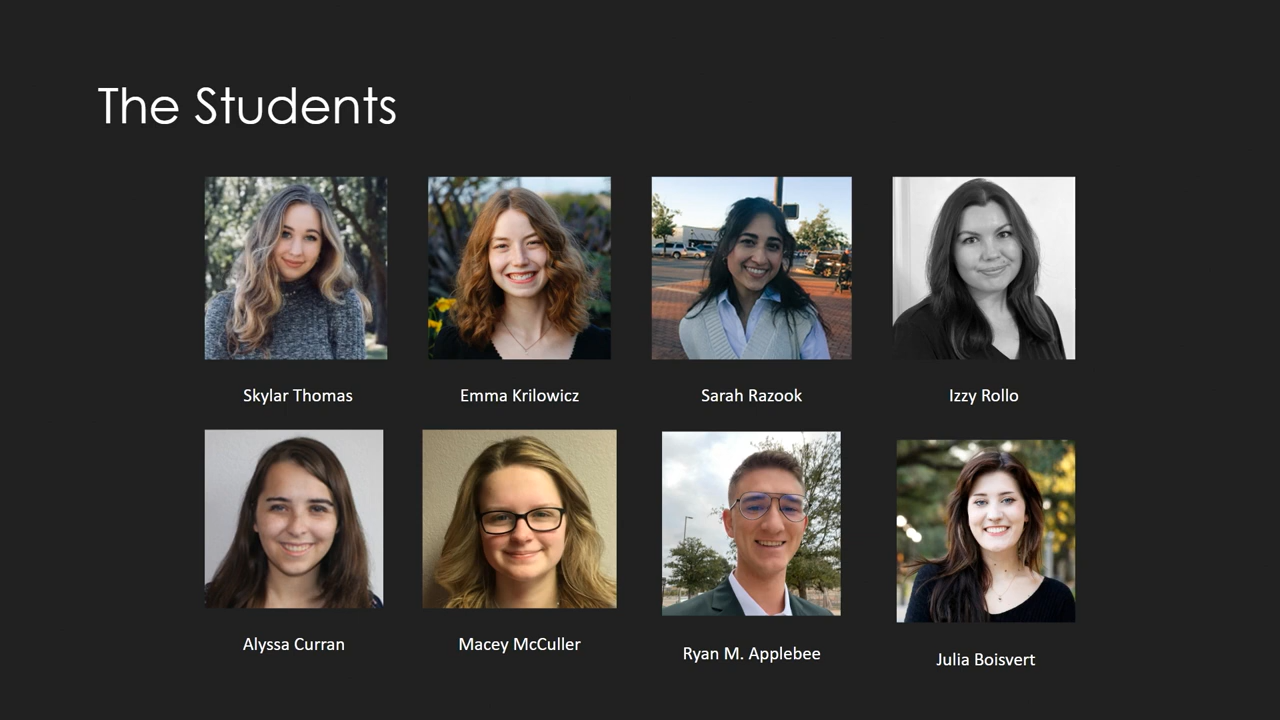 The Students
Skylar Thomas
Emma Krilowicz
Sarah Razook
Izzy Rollo
Alyssa Curran
Macey McCuller
Ryan M. Applebee
Julia Boisvert